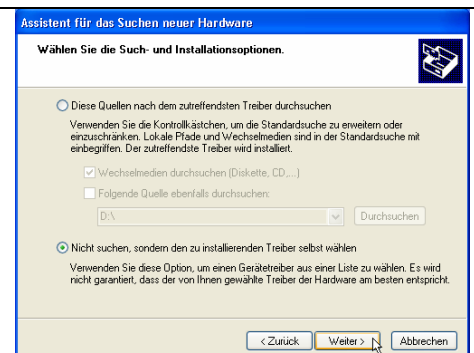 Assistent für das Suchen neuer Hardware
Wählen Sie die Such- und Installationsoptionen.
Diese Quellen nach dem zutreffendsten Treiber durchsuchen
Verwenden Sie die Kontrollkästchen, um die Standardsuche zu erweitern oder
einzuschränken. Lokale Pfade und Wechselmedien sind in der Standardsuche mit
einbegriffen. Der zutreffendste Treiber wird installiert.
Wechselmedien durchsuchen (Diskette, CD,...)
Folgende Quelle ebenfalls durchsuchen:
D:\ Durchsuchen
Nicht suchen, sondern den zu installierenden Treiber selbst wählen
Verwenden Sie diese Option, um einen Gerätetreiber aus einer Liste zu wählen. Es wird
nicht garantiert, dass der von Ihnen gewählte Treiber der Hardware am besten entspricht.
< Zurück Weiter > Abbrechen